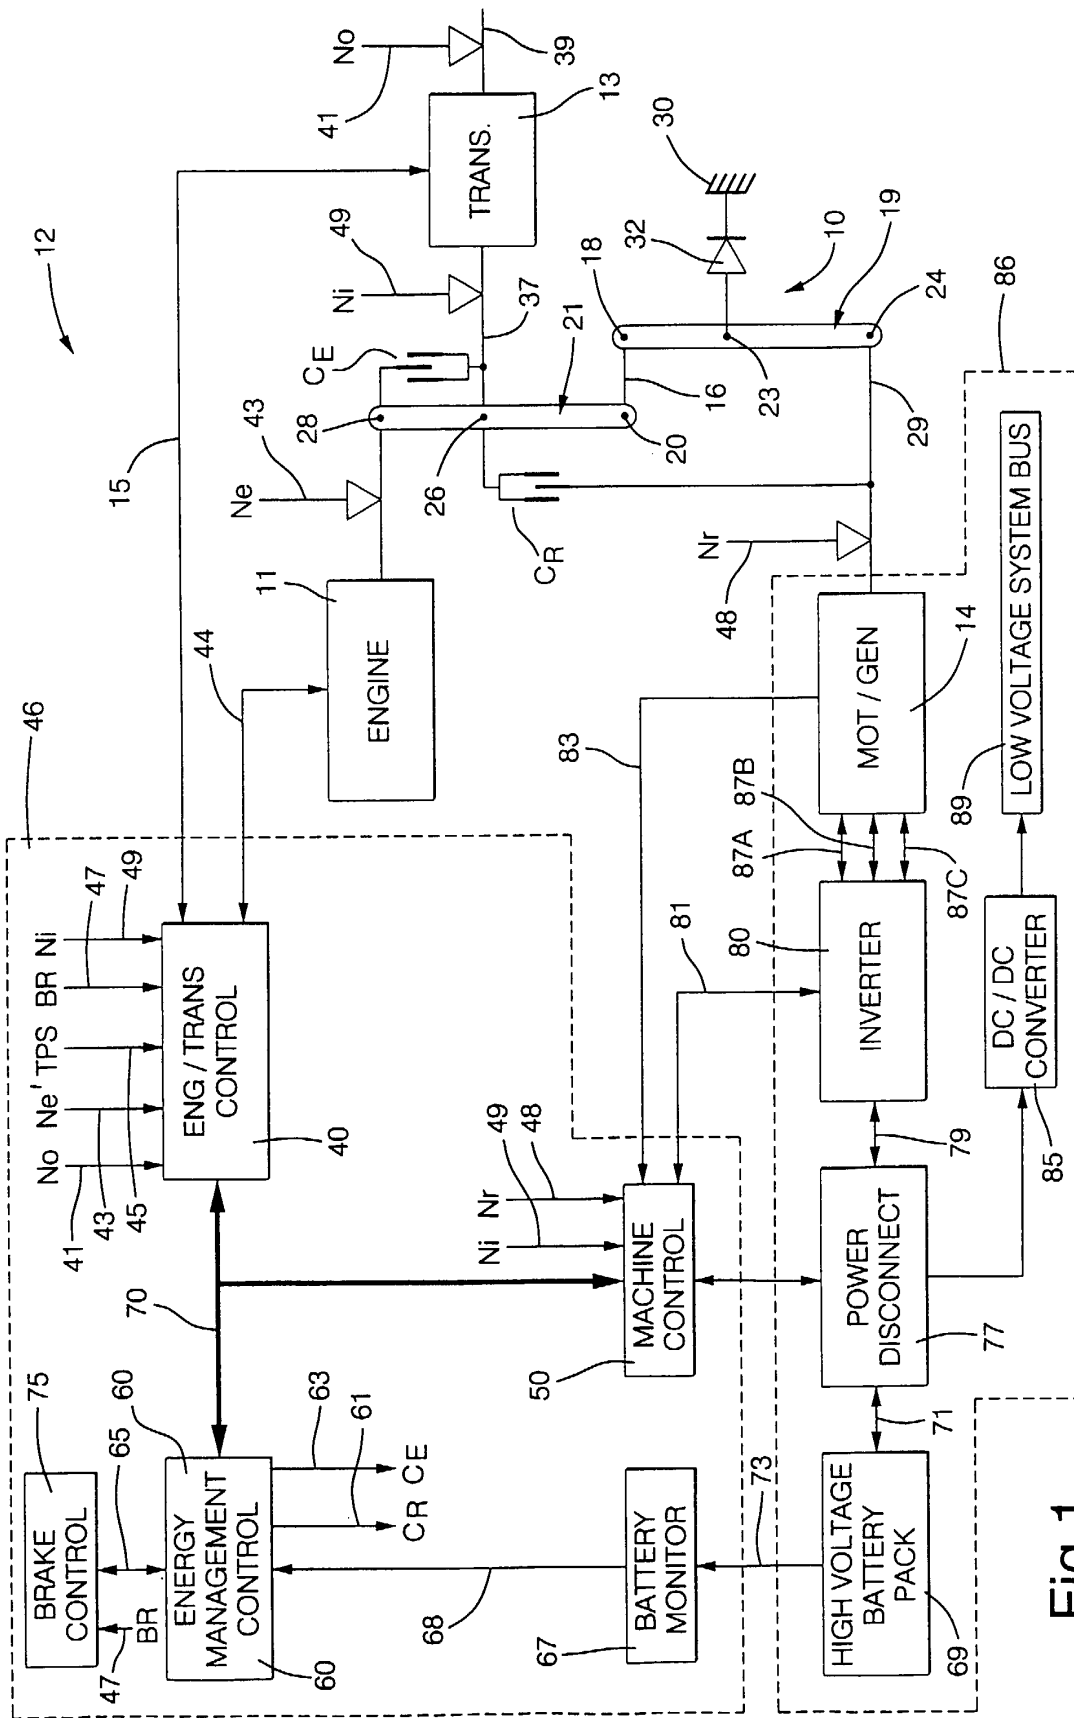 12
46
75
BRAKE
CONTROL
65
60
47
BR
ENERGY
MANAGEMENT
CONTROL
60
63
61
CR
CE
70
No
Ne'
TPS
BR
Ni
41
43
45
47
49
ENG / TRANS
CONTROL
40
15
44
ENGINE
11
Ne
43
28
CE
Ni
49
37
TRANS.
13
No
41
39
26
21
CR
20
16
18
19
23
24
32
30
10
29
68
BATTERY
MONITOR
67
73
50
MACHINE
CONTROL
Ni
Nr
49
48
83
81
Nr
48
86
HIGH VOLTAGE
BATTERY
PACK
69
71
POWER
DISCONNECT
77
79
INVERTER
80
87A
87B
87C
MOT / GEN
14
DC / DC
CONVERTER
85
LOW VOLTAGE SYSTEM BUS
89
Fig.1